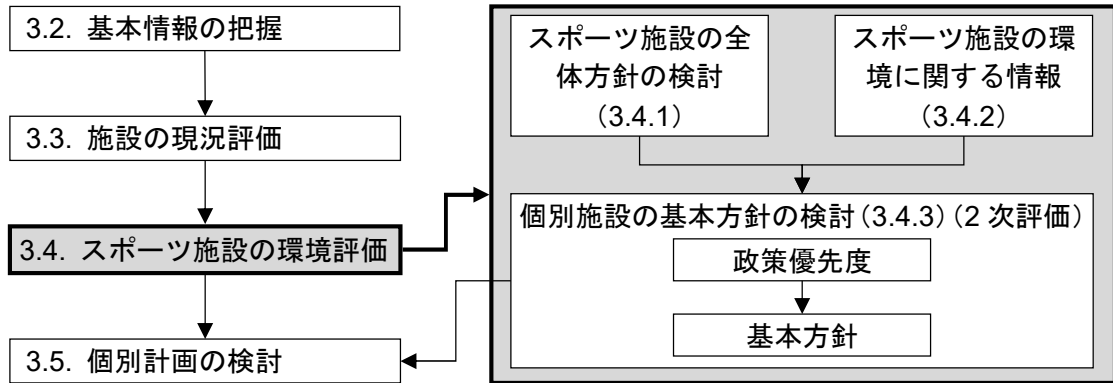 3.2. 基本情報の把握
3.3. 施設の現況評価
3.4. スポーツ施設の環境評価
3.5. 個別計画の検討
スポーツ施設の全
体方針の検討
（3.4.1）
スポーツ施設の環
境に関する情報
（3.4.2）
個別施設の基本方針の検討（3.4.3）（2 次評価）
政策優先度
基本方針